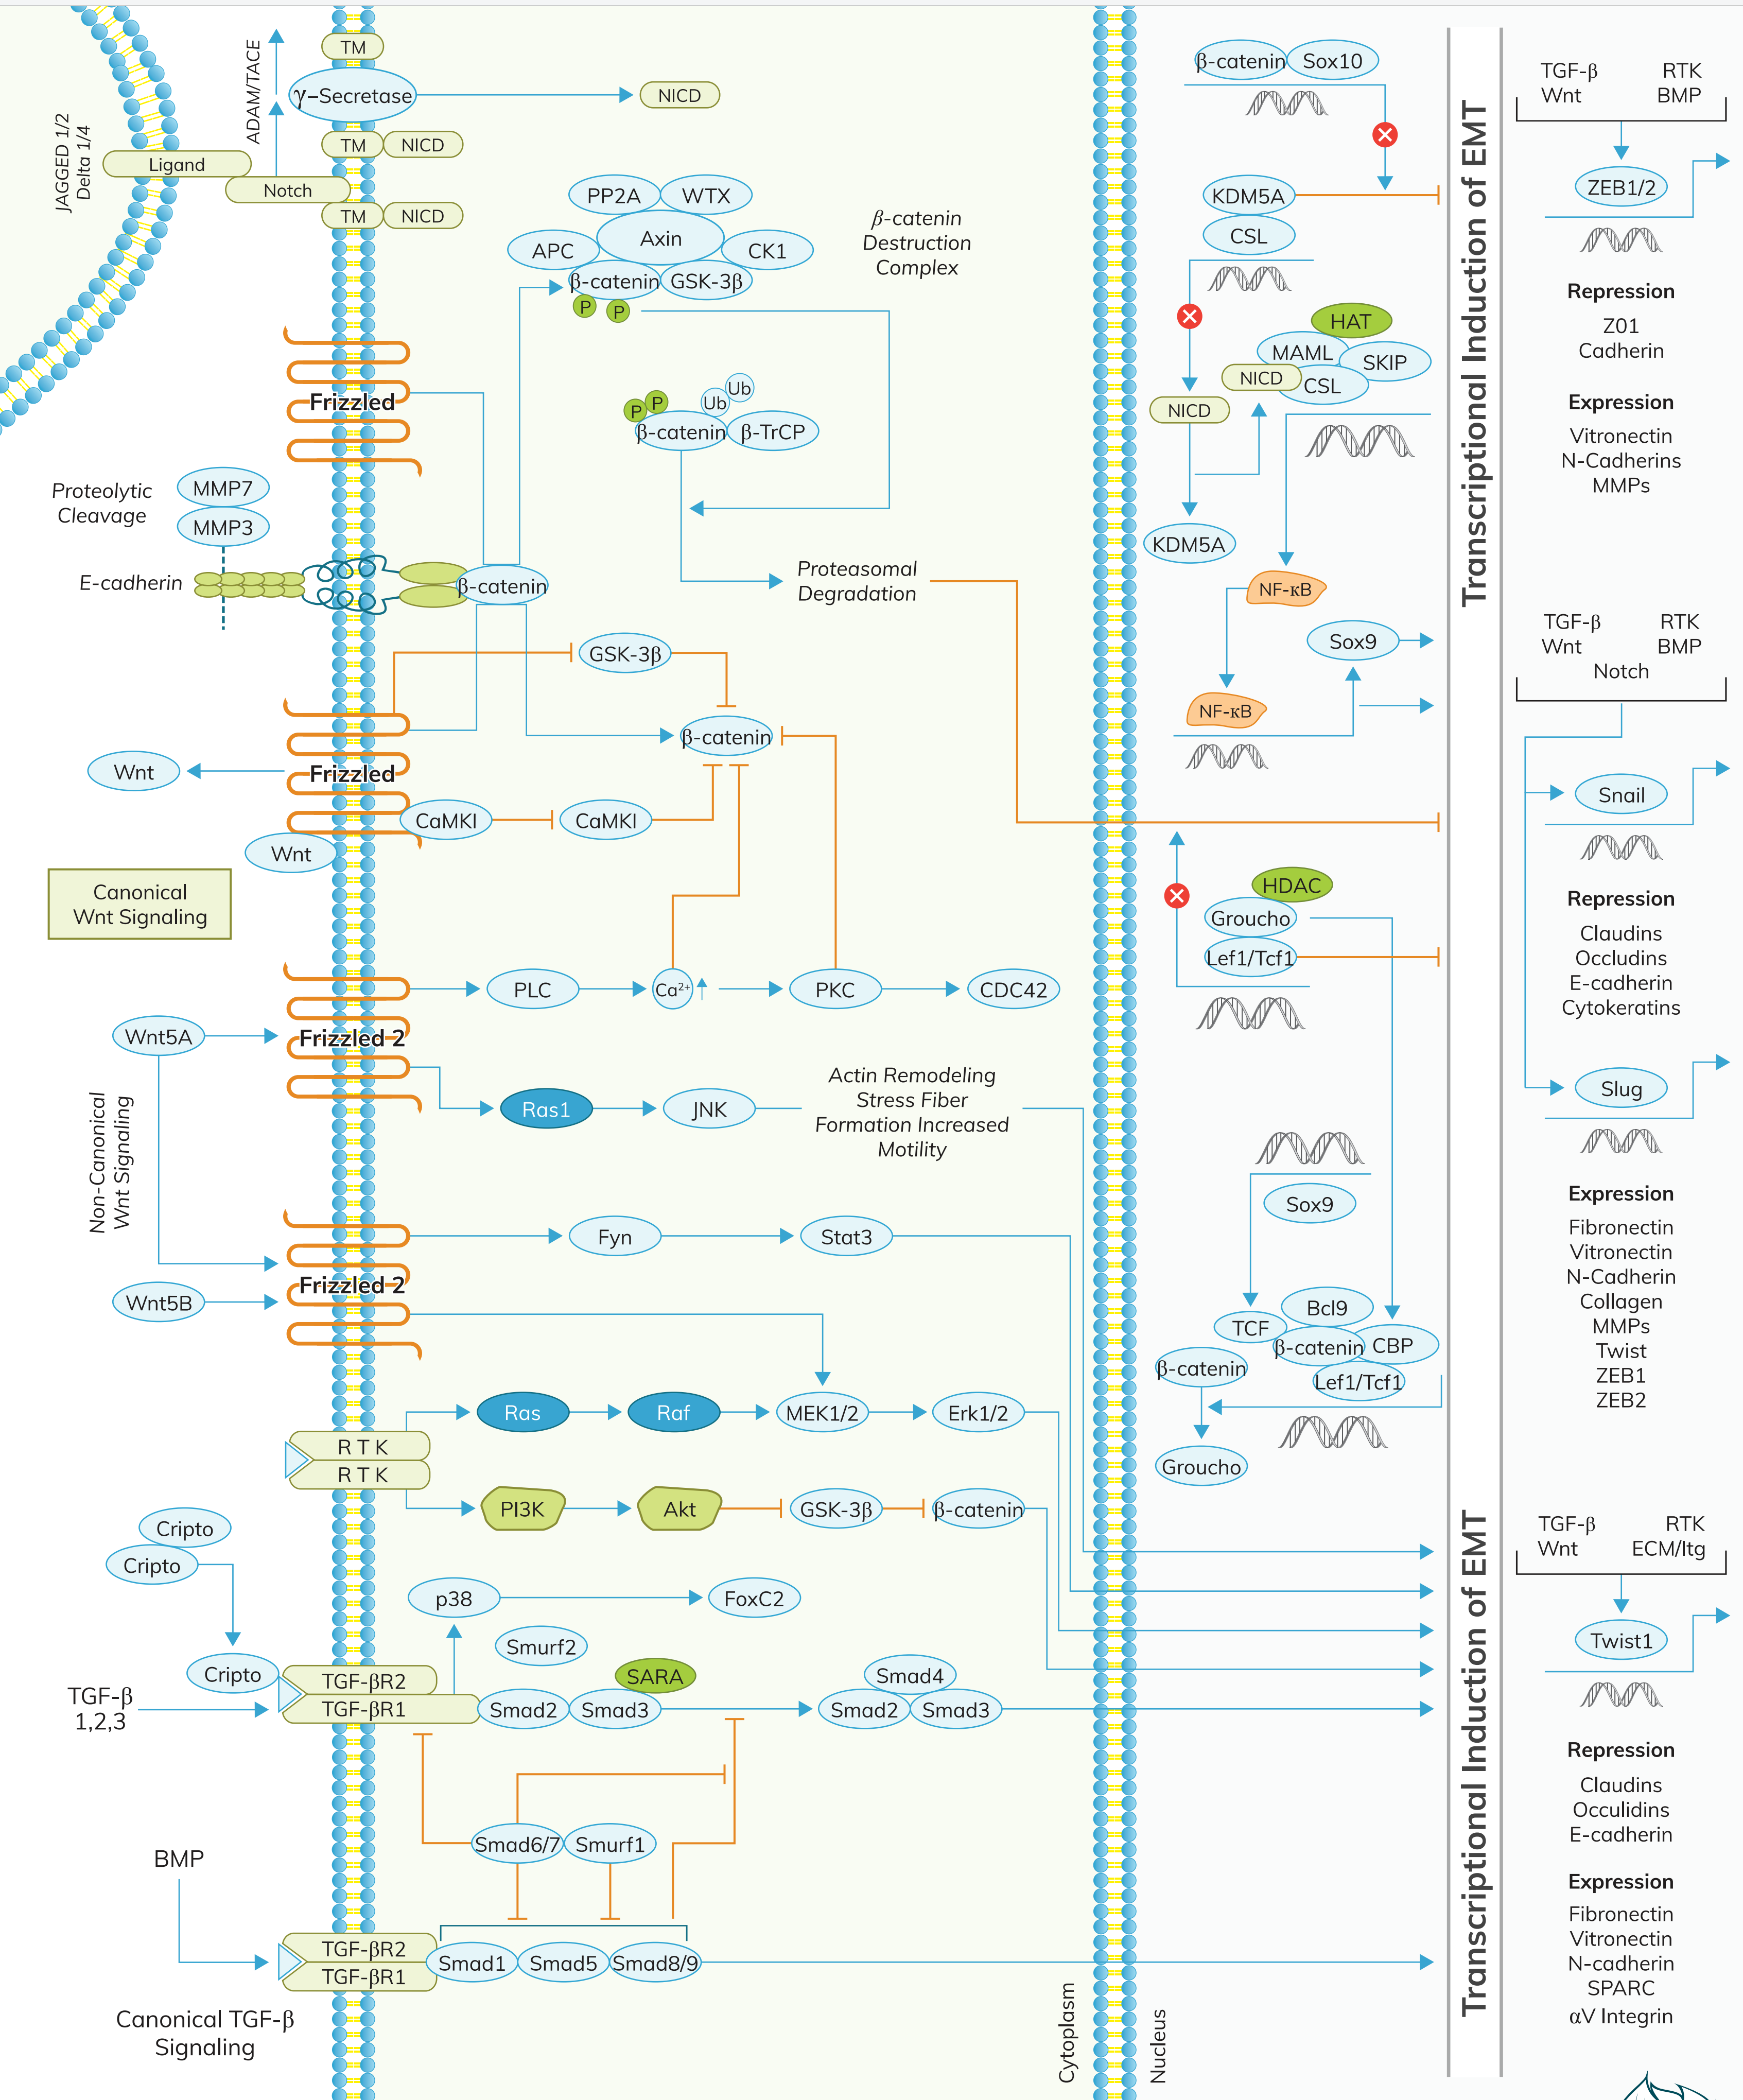 TM
γ–Secretase
NICD
ADAM/TACE
JAGGED 1/2
Delta 1/4
Ligand
Notch
TM
NICD
TM
NICD
PP2A
WTX
Axin
APC
CK1
β-catenin
GSK-3β
P
P
β-catenin
Destruction
Complex
Frizzled
P
P
Ub
Ub
β-catenin
β-TrCP
Proteolytic
Cleavage
MMP7
MMP3
E-cadherin
β-catenin
Proteasomal
Degradation
GSK-3β
β-catenin
Wnt
Frizzled
CaMKI
CaMKI
Wnt
Canonical
Wnt Signaling
PLC
Ca2+
PKC
CDC42
Wnt5A
Frizzled 2
Ras1
JNK
Actin Remodeling
Stress Fiber
Formation Increased
Motility
Non-Canonical
Wnt Signaling
Fyn
Stat3
Frizzled 2
Wnt5B
Ras
Raf
MEK1/2
Erk1/2
R T K
R T K
PI3K
Akt
GSK-3β
β-catenin
Cripto
Cripto
p38
FoxC2
Smurf2
Cripto
TGF-βR2
TGF-βR1
SARA
Smad2
Smad3
Smad4
Smad2
Smad3
TGF-β
1,2,3
Smad6/7
Smurf1
BMP
TGF-βR2
TGF-βR1
Smad1
Smad5
Smad8/9
Canonical TGF-β
Signaling
Cytoplasm
Nucleus
β-catenin
Sox10
KDM5A
CSL
HAT
MAML
SKIP
NICD
CSL
NICD
KDM5A
NF-κB
Sox9
NF-κB
HDAC
Groucho
Lef1/Tcf1
Sox9
Bcl9
TCF
β-catenin
CBP
β-catenin
Lef1/Tcf1
Groucho
Transcriptional Induction of EMT
Transcriptional Induction of EMT
TGF-β RTK
Wnt BMP
ZEB1/2
Repression
Z01
Cadherin
Expression
Vitronectin
N-Cadherins
MMPs
TGF-β RTK
Wnt BMP
Notch
Snail
Repression
Claudins
Occludins
E-cadherin
Cytokeratins
Slug
Expression
Fibronectin
Vitronectin
N-Cadherin
Collagen
MMPs
Twist
ZEB1
ZEB2
TGF-β RTK
Wnt ECM/Itg
Twist1
Repression
Claudins
Occulidins
E-cadherin
Expression
Fibronectin
Vitronectin
N-cadherin
SPARC
αV Integrin